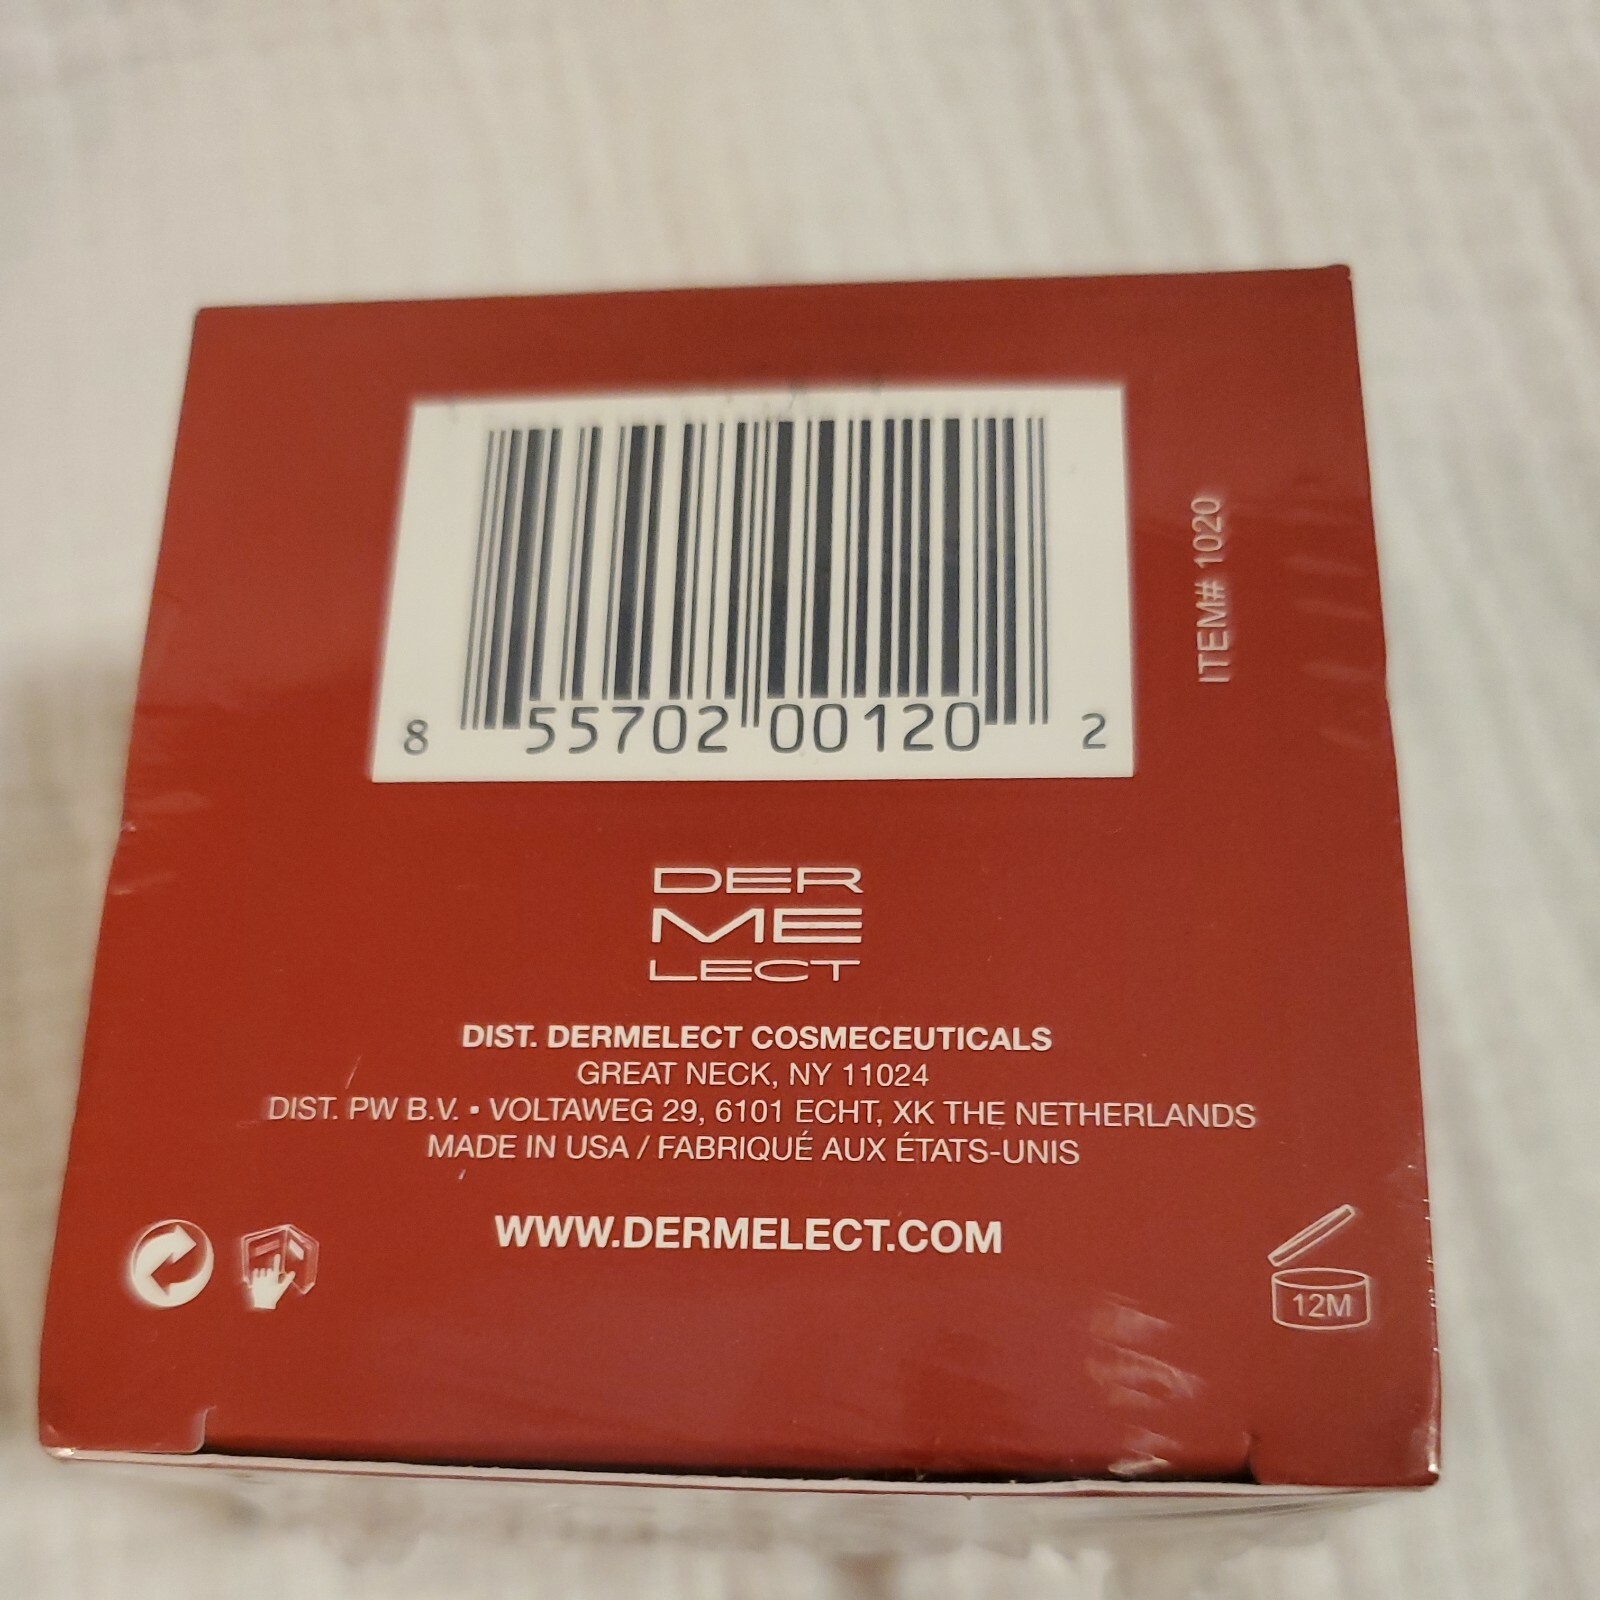 8 55702 00120 2
ITEM# 1020
DER
ME
LECT
DIST. DERMELECT COSMECEUTICALS
GREAT NECK, NY 11024
DIST. PW B.V. ▪ VOLTAWEG 29, 6101 ECHT, XK THE NETHERLANDS
MADE IN USA / FABRIQUÉ AUX ÉTATS-UNIS
WWW.DERMELECT.COM
12M